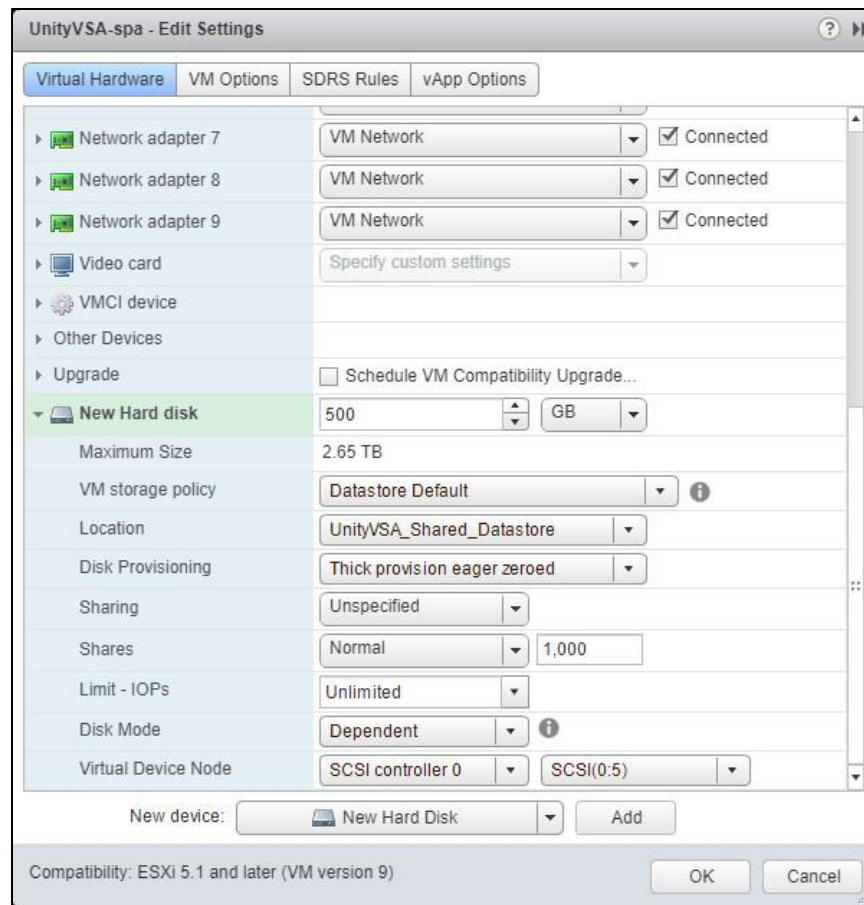 UnityVSA-spa - Edit Settings ?
Virtual Hardware VM Options SDRS Rules vApp Options
Network adapter 7 VM Network Connected
Network adapter 8 VM Network Connected
Network adapter 9 VM Network Connected
Video card Specify custom settings
VMCI device
Other Devices
Upgrade Schedule VM Compatibility Upgrade...
New Hard disk 500 GB
Maximum Size 2.65 TB
VM storage policy Datastore Default
Location UnityVSA_Shared_Datastore
Disk Provisioning Thick provision eager zeroed
Sharing Unspecified
Shares Normal 1,000
Limit - IOPs Unlimited
Disk Mode Dependent
Virtual Device Node SCSI controller 0 SCSI(0:5)
New device: New Hard Disk Add
Compatibility: ESXi 5.1 and later (VM version 9) OK Cancel